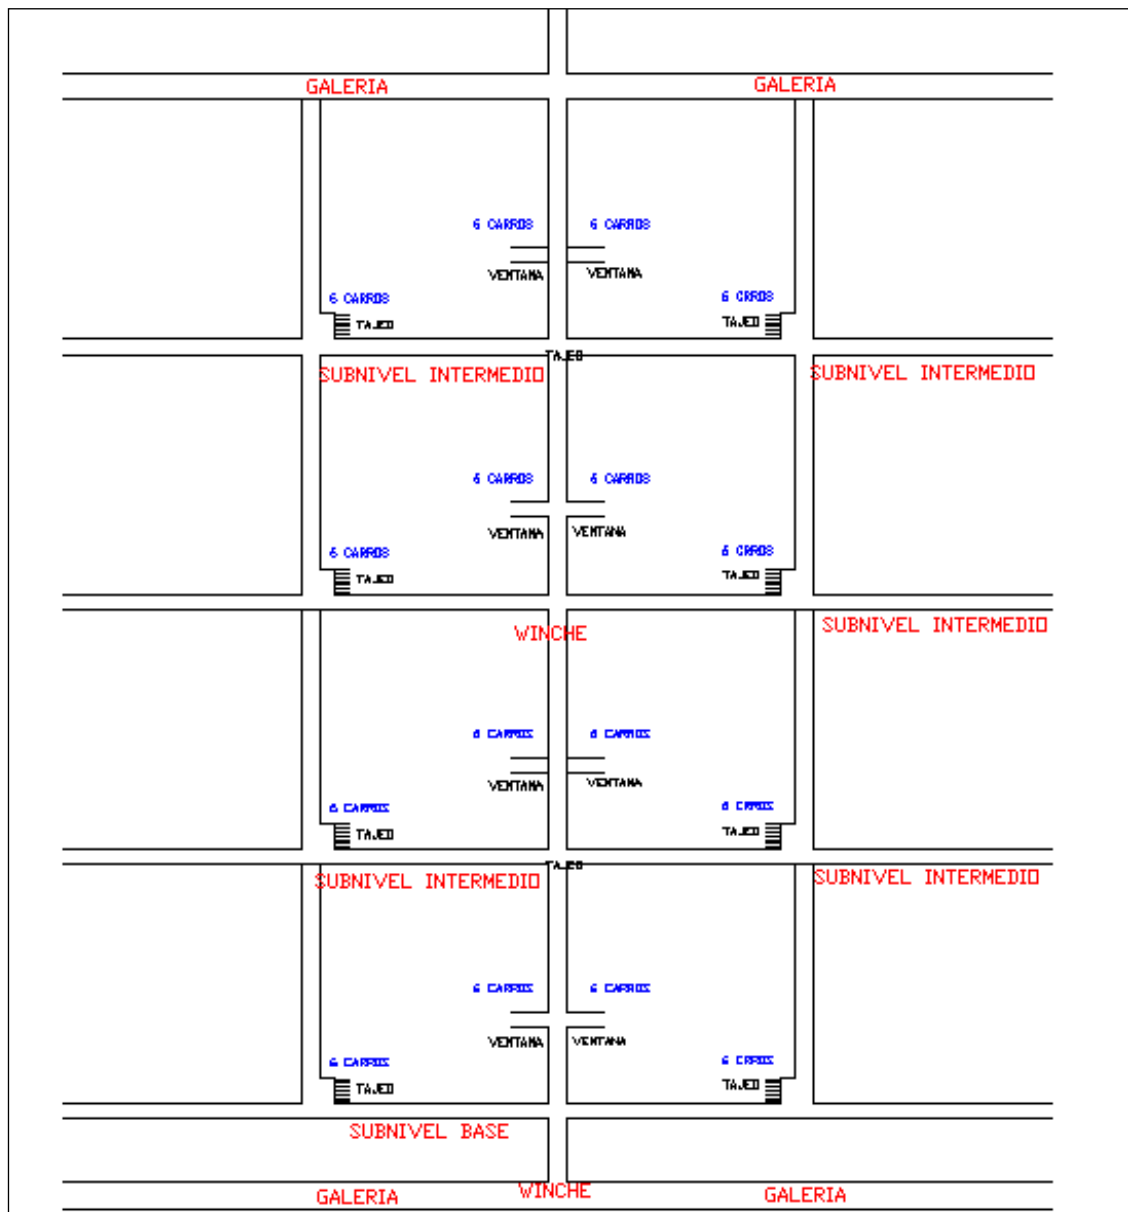 GALERIA
GALERIA
6 CARROS
6 CARROS
VENTANA
VENTANA
6 CARROS
6 CRROS
TAJEO
TAJEO
TAJEO
SUBNIVEL INTERMEDIO
SUBNIVEL INTERMEDIO
6 CARROS
6 CARROS
VENTANA
VENTANA
6 CARROS
6 CRROS
TAJEO
TAJEO
WINCHE
SUBNIVEL INTERMEDIO
6 CARROS
6 CARROS
VENTANA
VENTANA
6 CARROS
6 CRROS
TAJEO
TAJEO
TAJEO
SUBNIVEL INTERMEDIO
SUBNIVEL INTERMEDIO
6 CARROS
6 CARROS
VENTANA
VENTANA
6 CARROS
6 CRROS
TAJEO
TAJEO
SUBNIVEL BASE
GALERIA
WINCHE
GALERIA